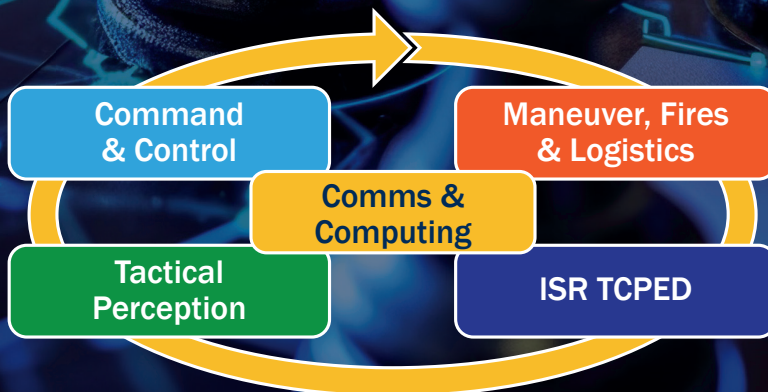 Command
& Control
Maneuver, Fires
& Logistics
Comms &
Computing
Tactical
Perception
ISR TCPED